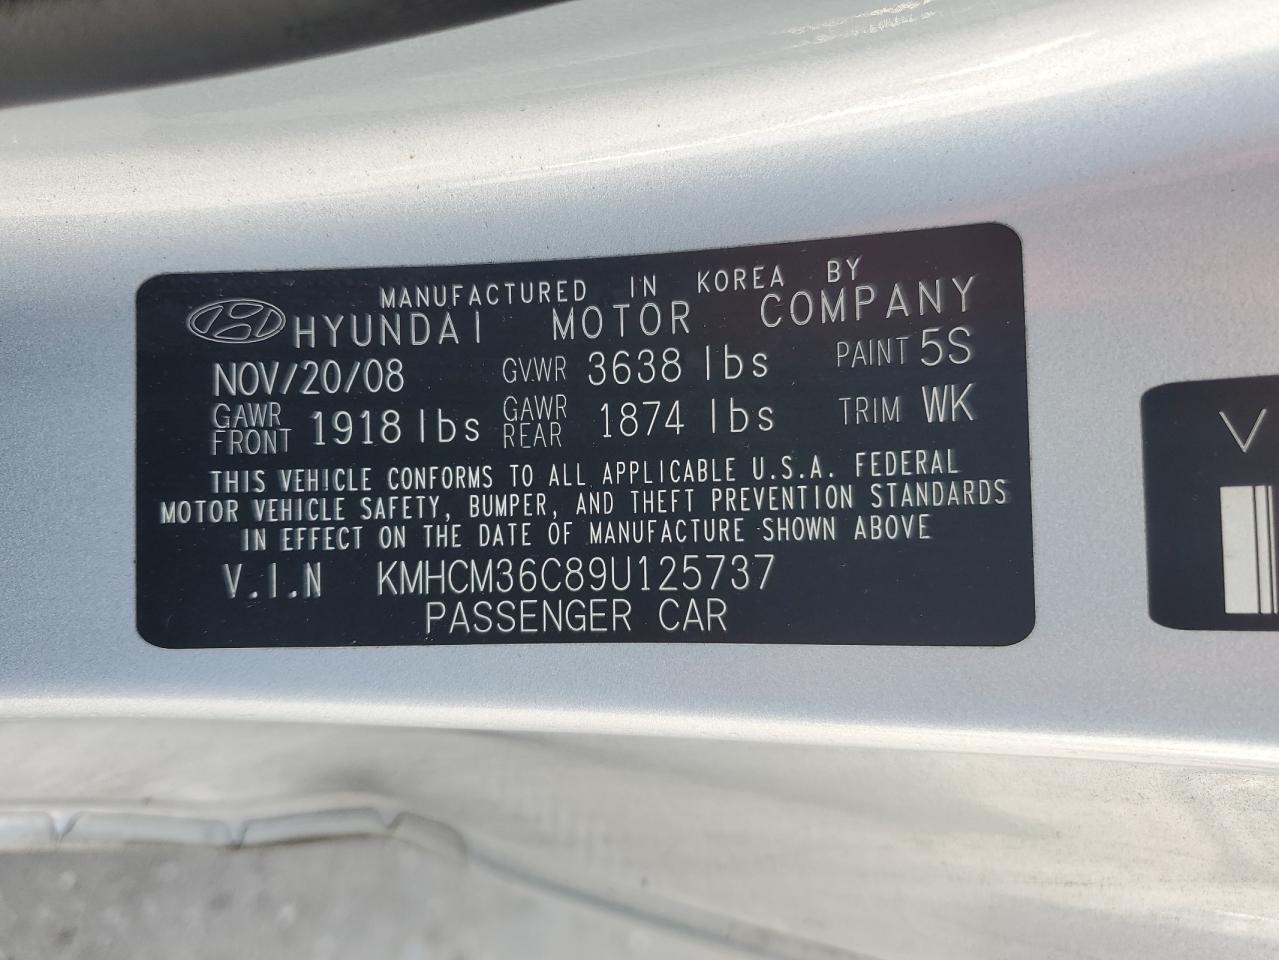 MANUFACTURED IN KOREA BY
HYUNDAI MOTOR COMPANY
NOV/20/08 GVWR 3638 lbs PAINT 5S
GAWR FRONT 1918 lbs GAWR REAR 1874 lbs TRIM WK
THIS VEHICLE CONFORMS TO ALL APPLICABLE U.S.A. FEDERAL
MOTOR VEHICLE SAFETY, BUMPER, AND THEFT PREVENTION STANDARDS
IN EFFECT ON THE DATE OF MANUFACTURE SHOWN ABOVE
V.I.N KMHCM36C89U125737
PASSENGER CAR
V